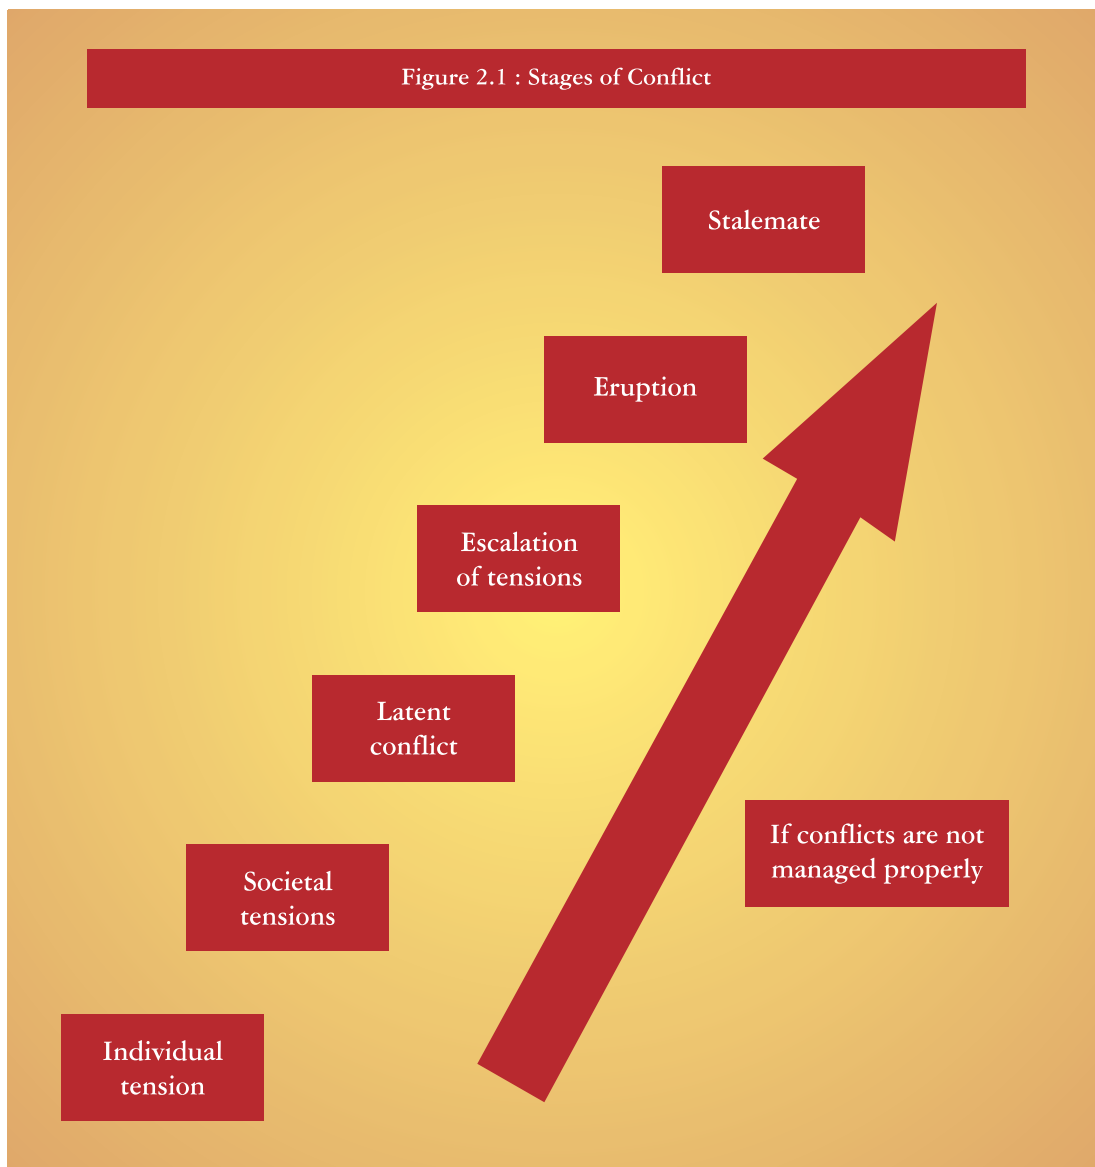 Figure 2.1 : Stages of Conflict
Stalemate
Eruption
Escalation
of tensions
Latent
conflict
If conflicts are not
managed properly
Societal
tensions
Individual
tension